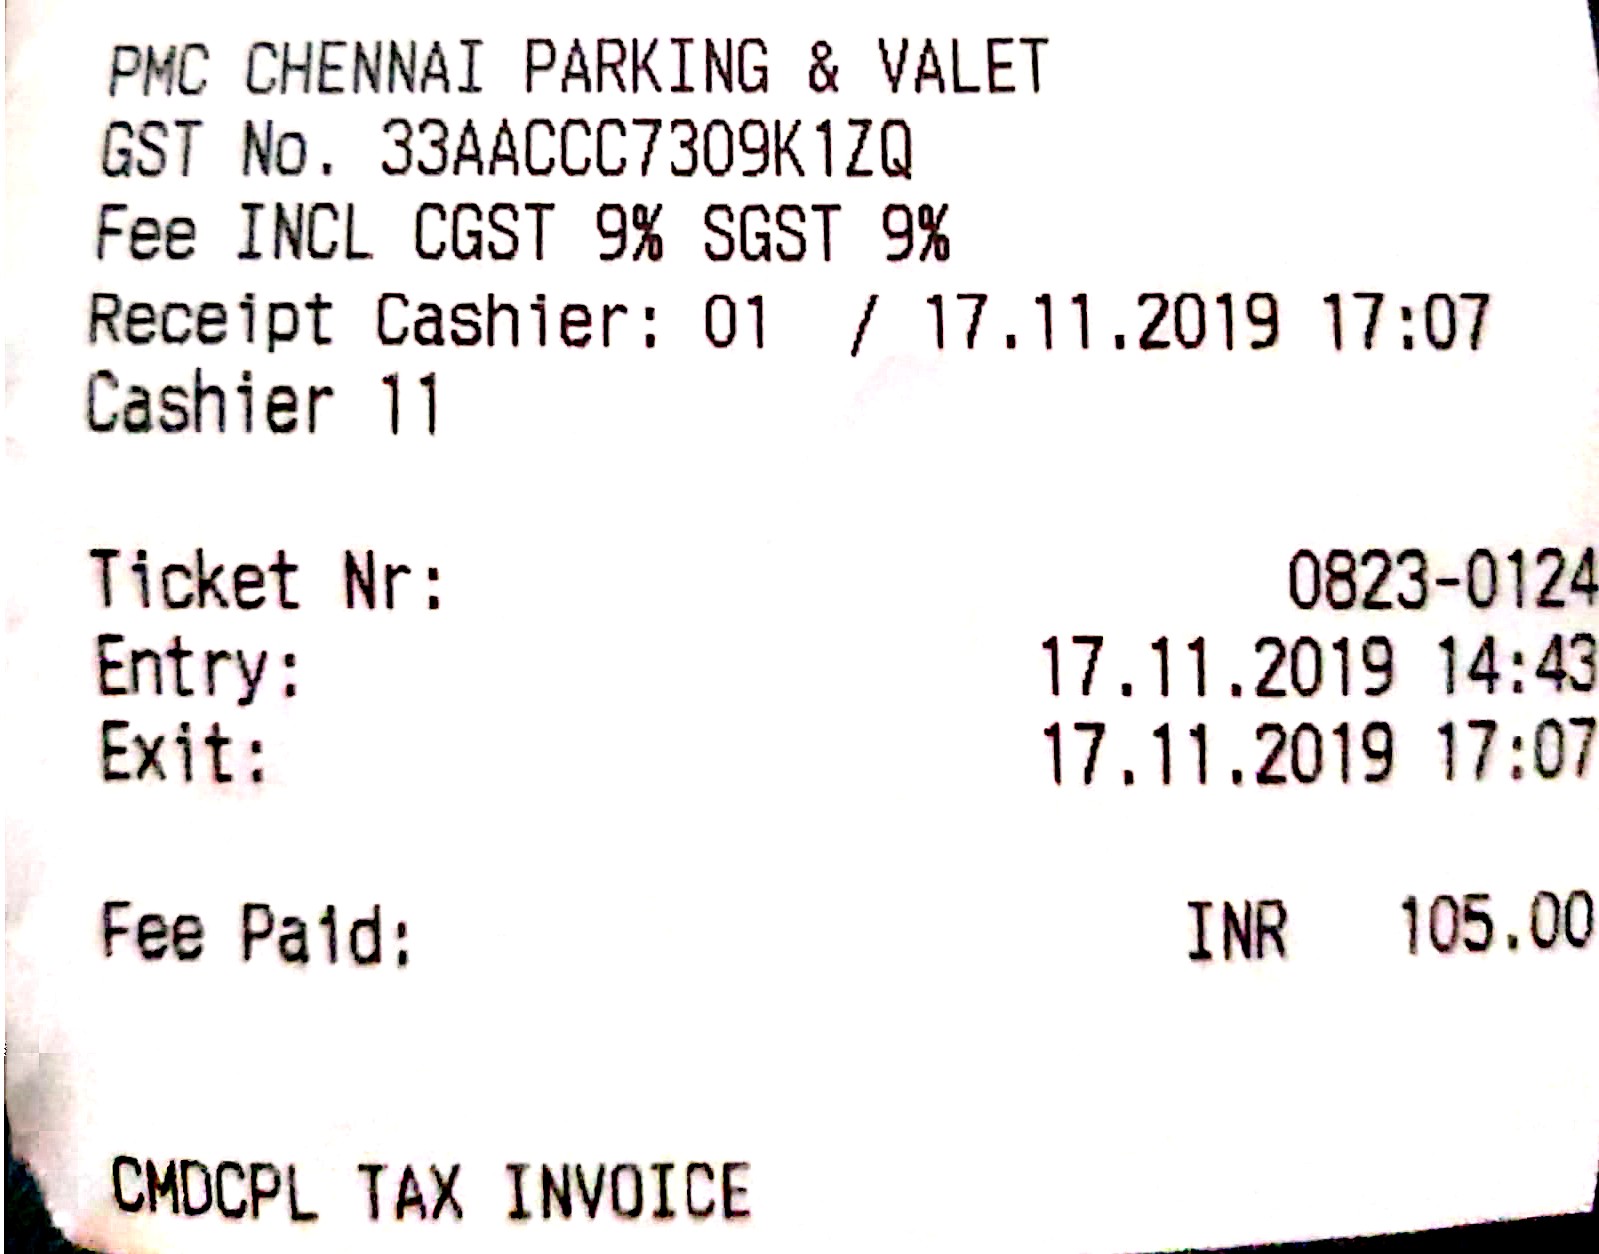 PMC CHENNAI PARKING & VALET
GST No. 33AACCC7309K1ZQ
Fee INCL CGST 9% SGST 9%
Receipt Cashier: 01 / 17.11.2019 17:07
Cashier 11
Ticket Nr: 0823-0124
Entry: 17.11.2019 14:43
Exit: 17.11.2019 17:07
Fee Paid: INR 105.00
CMDCPL TAX INVOICE